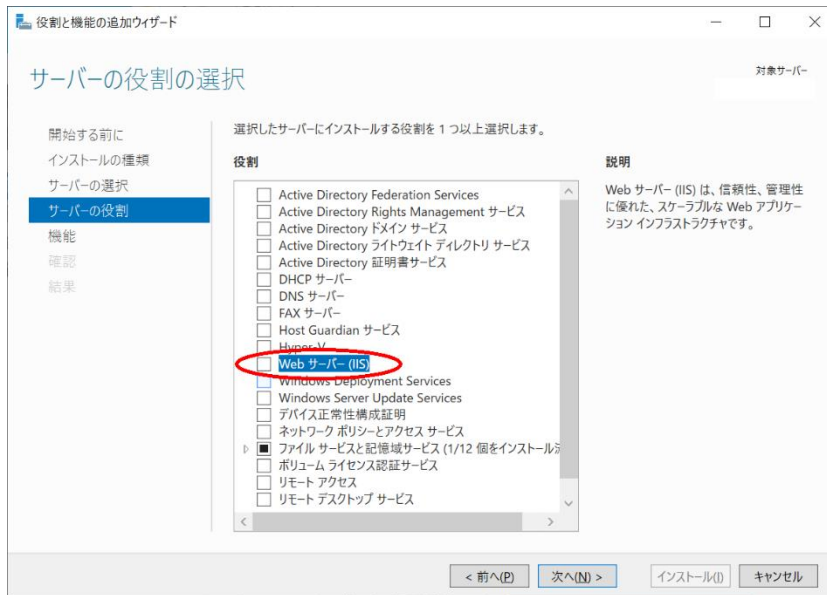 役割と機能の追加ウィザード
サーバーの役割の選択
対象サーバー
開始する前に
インストールの種類
サーバーの選択
サーバーの役割
機能
確認
結果
選択したサーバーにインストールする役割を 1 つ以上選択します。
役割
Active Directory Federation Services
Active Directory Rights Management サービス
Active Directory ドメイン サービス
Active Directory ライトウェイト ディレクトリ サービス
Active Directory 証明書サービス
DHCP サーバー
DNS サーバー
FAX サーバー
Host Guardian サービス
Hyper-V
Web サーバー (IIS)
Windows Deployment Services
Windows Server Update Services
デバイス正常性構成証明
ネットワーク ポリシーとアクセス サービス
ファイル サービスと記憶域サービス (1/12 個をインストール済
ボリューム ライセンス認証サービス
リモート アクセス
リモート デスクトップ サービス
説明
Web サーバー (IIS) は、信頼性、管理性
に優れた、スケーラブルな Web アプリケー
ション インフラストラクチャです。
< 前へ(P)
次へ(N) >
インストール(I)
キャンセル